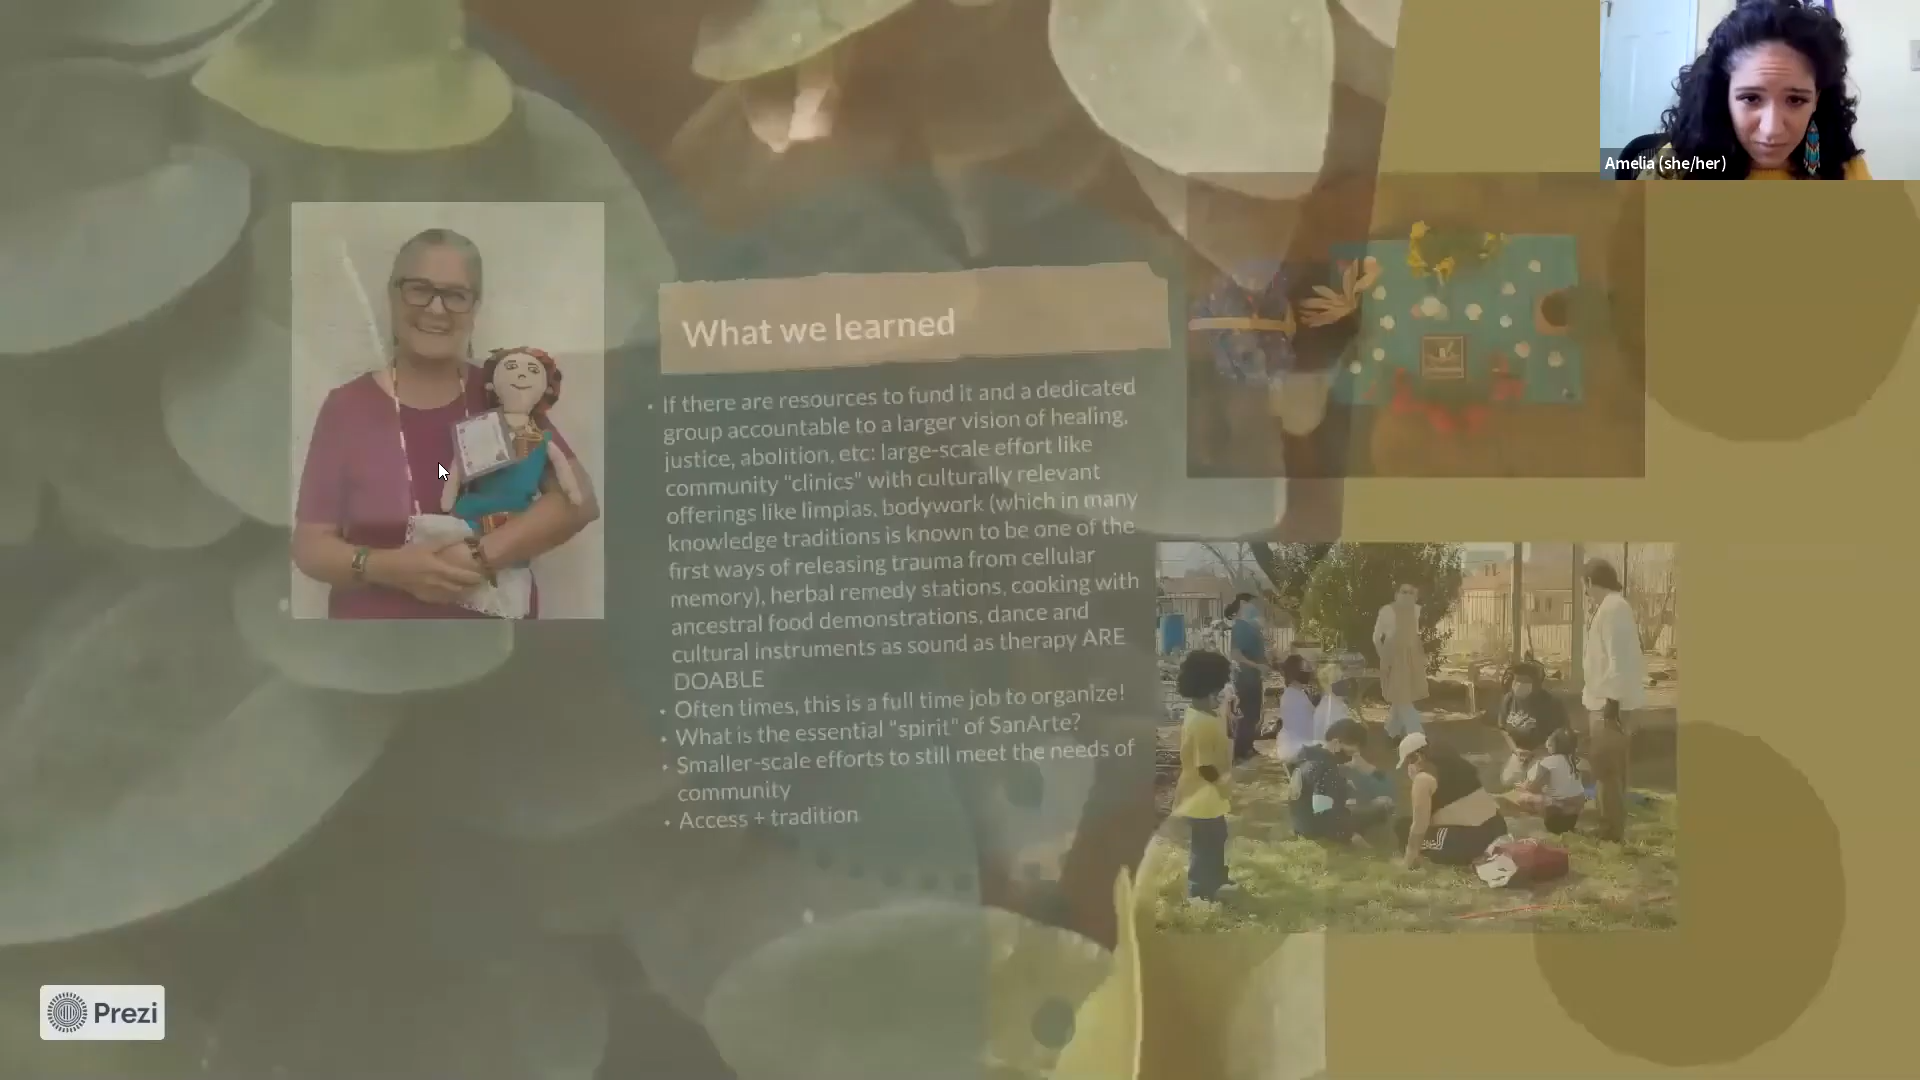 Amelia (she/her)
What we learned
• If there are resources to fund it and a dedicated
group accountable to a larger vision of healing,
justice, abolition, etc: large-scale effort like
community “clinics” with culturally relevant
offerings like limpias, bodywork (which in many
knowledge traditions is known to be one of the
first ways of releasing trauma from cellular
memory), herbal remedy stations, cooking with
ancestral food demonstrations, dance and
cultural instruments as sound as therapy ARE
DOABLE
• Often times, this is a full time job to organize!
• What is the essential “spirit” of SanArte?
• Smaller-scale efforts to still meet the needs of
community
• Access + tradition
Prezi